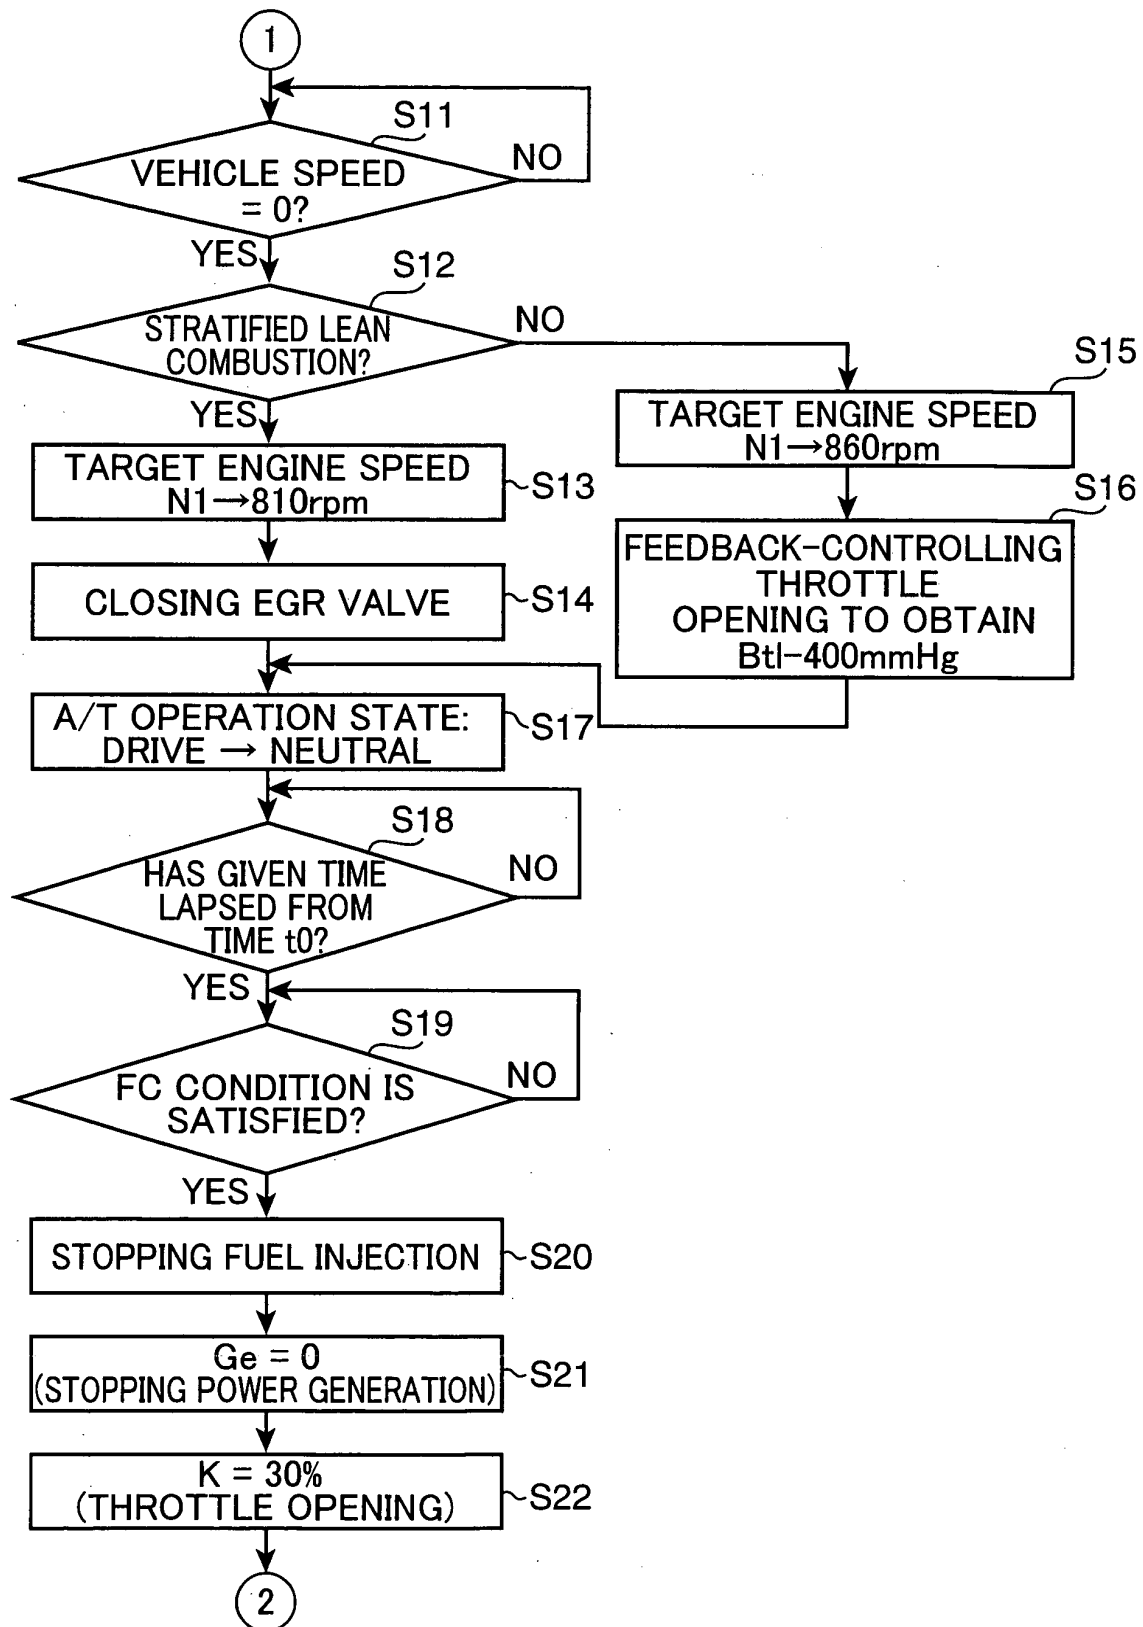 1
S11
NO
VEHICLE SPEED
= 0?
YES
S12
STRATIFIED LEAN
COMBUSTION?
NO
YES
S15
TARGET ENGINE SPEED
N1→860rpm
TARGET ENGINE SPEED
N1→810rpm
S13
S16
FEEDBACK-CONTROLLING
THROTTLE
OPENING TO OBTAIN
Btl-400mmHg
CLOSING EGR VALVE
S14
A/T OPERATION STATE:
DRIVE → NEUTRAL
S17
S18
NO
HAS GIVEN TIME
LAPSED FROM
TIME t0?
YES
S19
NO
FC CONDITION IS
SATISFIED?
YES
STOPPING FUEL INJECTION
S20
Ge = 0
(STOPPING POWER GENERATION)
S21
K = 30%
(THROTTLE OPENING)
S22
2